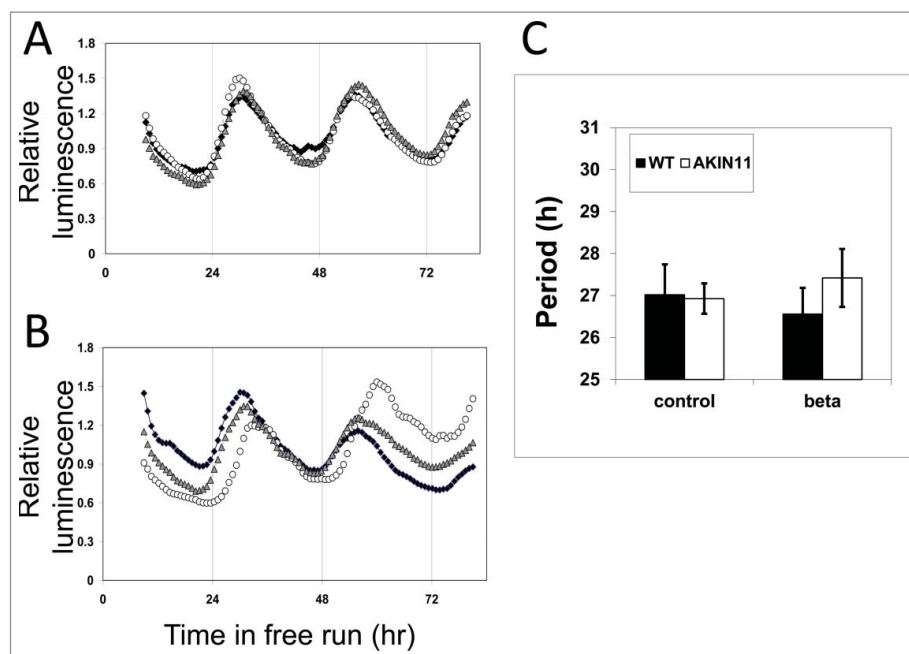 A
Relative
luminescence
1.8
1.5
1.2
0.9
0.6
0.3
0
0 24 48 72
B
Relative
luminescence
1.8
1.5
1.2
0.9
0.6
0.3
0
0 24 48 72
Time in free run (hr)
C
Period (h)
31
30
29
28
27
26
25
WT AKIN11
control beta